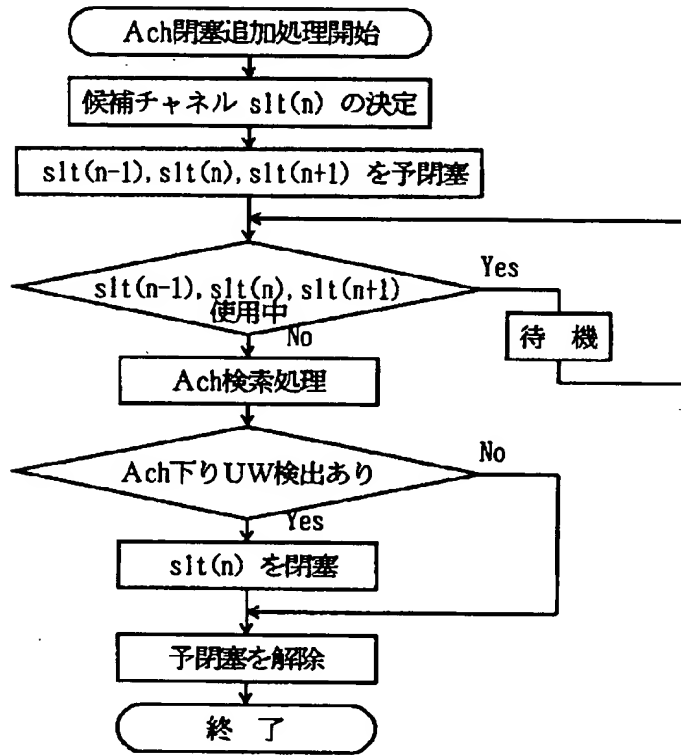 Ach閉塞追加処理開始
候補チャネル slt(n) の決定
slt(n-1),slt(n),slt(n+1) を予閉塞
slt(n-1),slt(n),slt(n+1)
使用中
Yes
No
待 機
Ach検索処理
Ach下りUW検出あり
No
Yes
slt(n) を閉塞
予閉塞を解除
終 了